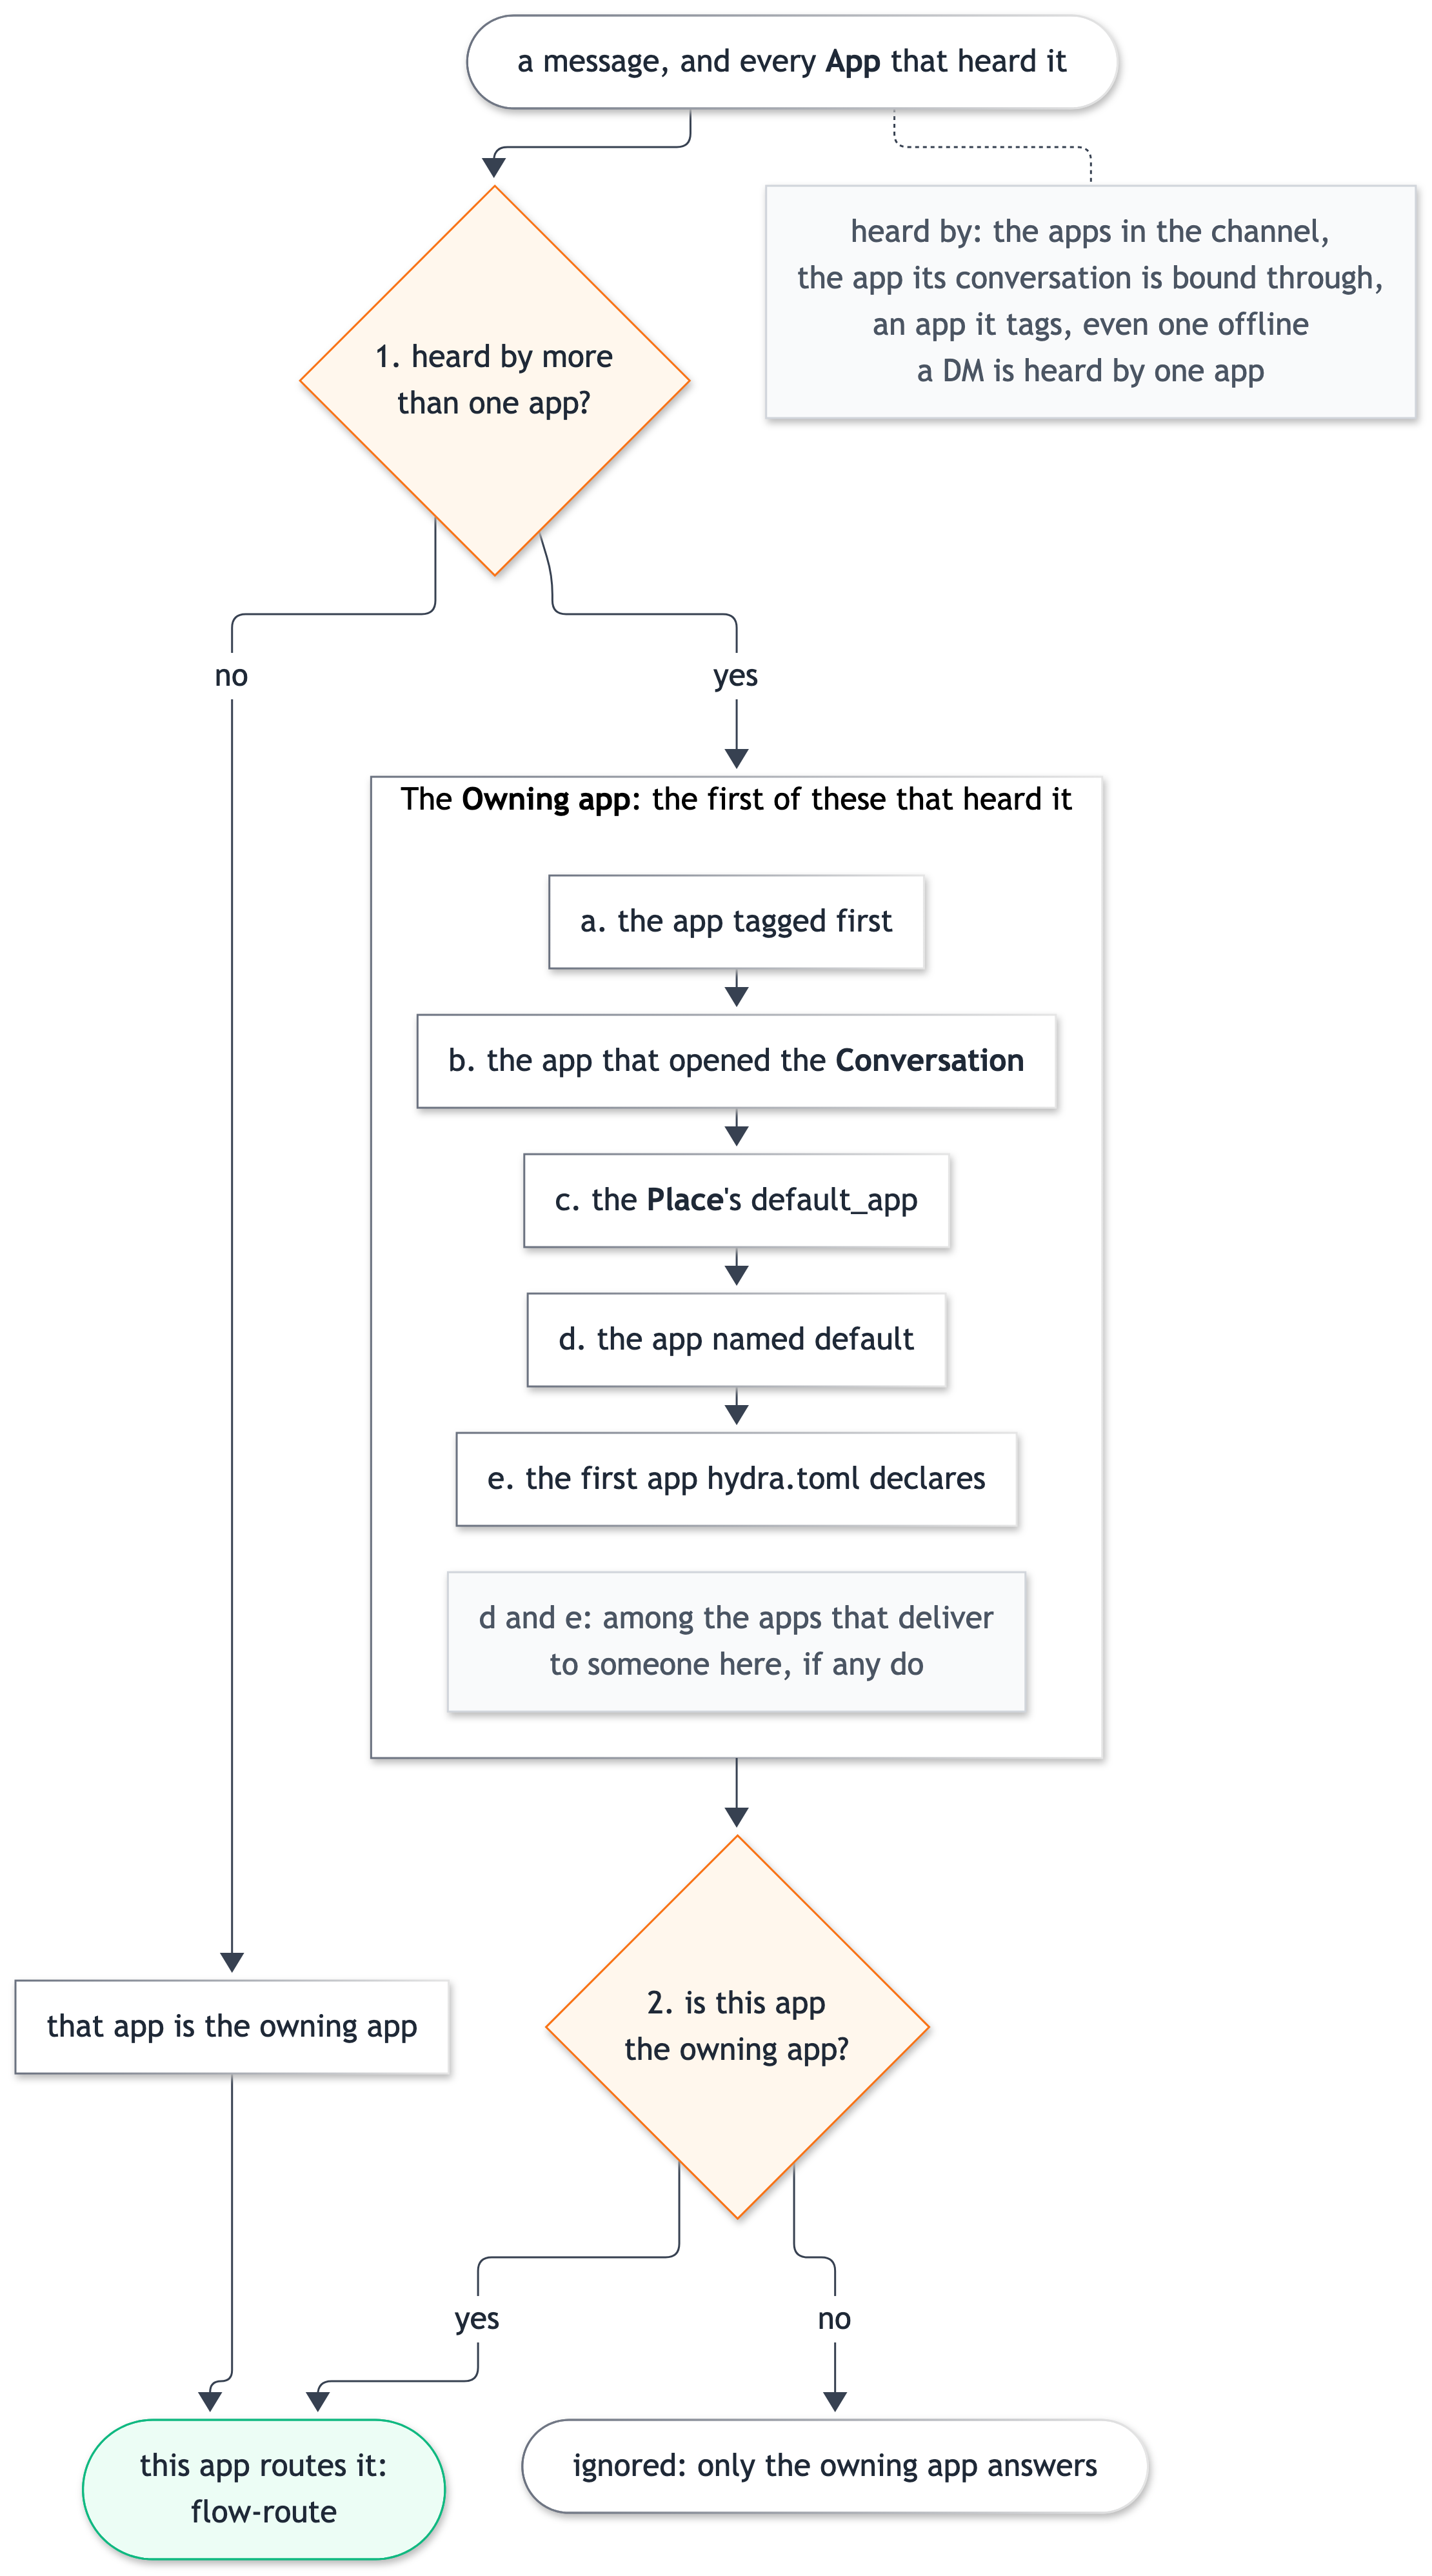 a message, and every App that heard it
heard by: the apps in the channel,
the app its conversation is bound through,
an app it tags, even one offline
a DM is heard by one app
1. heard by more
than one app?
no
yes
The Owning app: the first of these that heard it
a. the app tagged first
b. the app that opened the Conversation
c. the Place's default_app
d. the app named default
e. the first app hydra.toml declares
d and e: among the apps that deliver
to someone here, if any do
that app is the owning app
2. is this app
the owning app?
yes
no
this app routes it:
flow-route
ignored: only the owning app answers